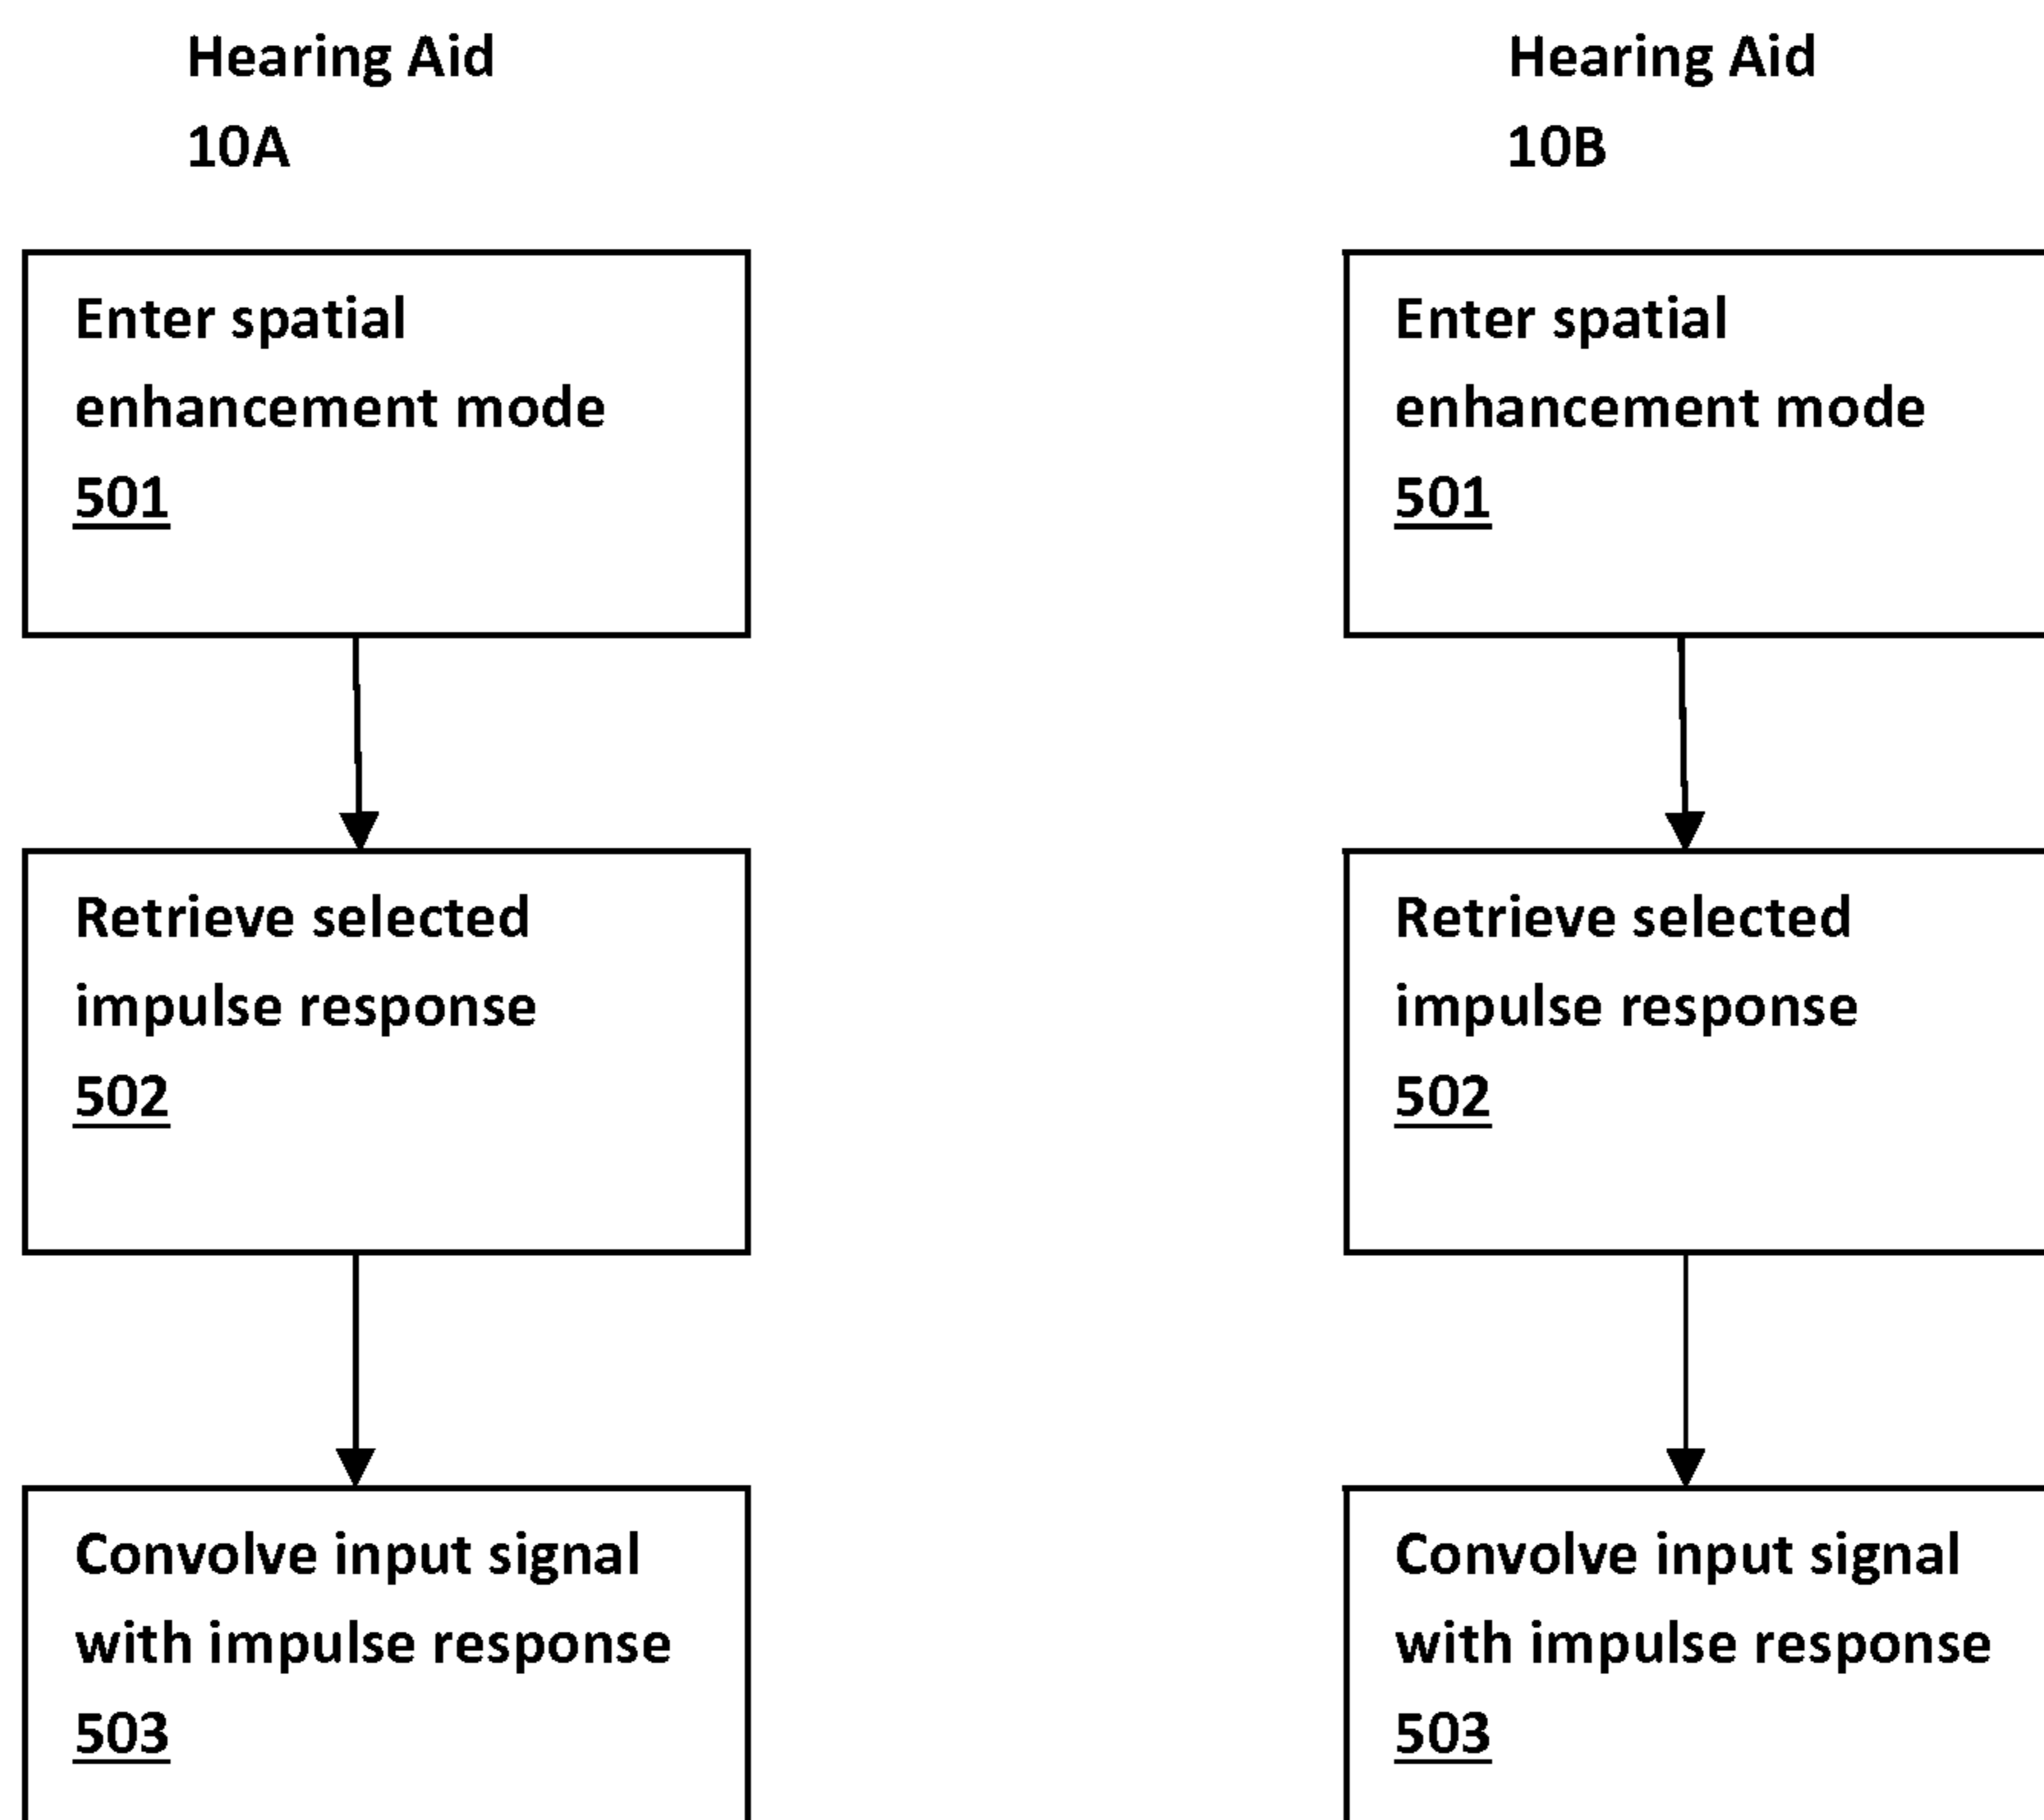 Hearing Aid
10A
Enter spatial
enhancement mode
501
Retrieve selected
impulse response
502
Convolve input signal
with impulse response
503
Hearing Aid
10B
Enter spatial
enhancement mode
501
Retrieve selected
impulse response
502
Convolve input signal
with impulse response
503